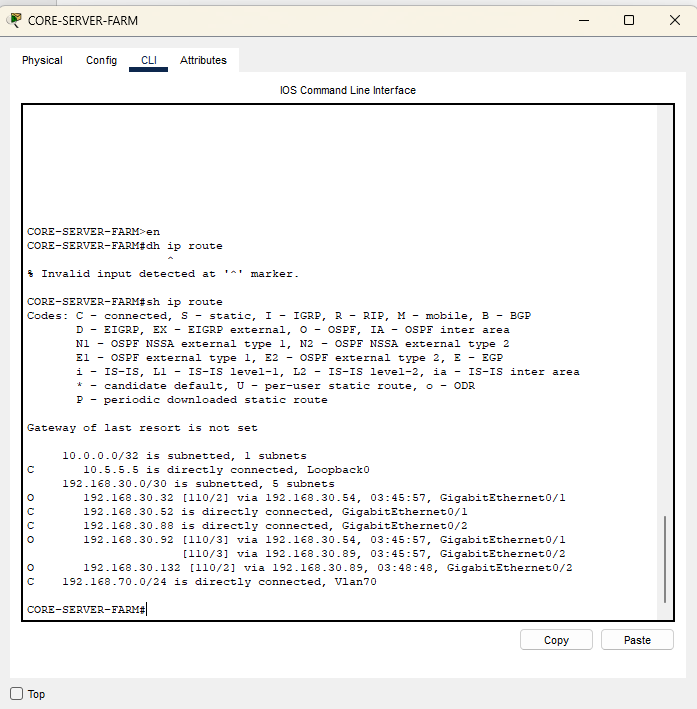 CORE-SERVER-FARM
Physical Config CLI Attributes
IOS Command Line Interface
CORE-SERVER-FARM>en
CORE-SERVER-FARM#dh ip route
^
% Invalid input detected at '^' marker.
CORE-SERVER-FARM#sh ip route
Codes: C - connected, S - static, I - IGRP, R - RIP, M - mobile, B - BGP
D - EIGRP, EX - EIGRP external, O - OSPF, IA - OSPF inter area
N1 - OSPF NSSA external type 1, N2 - OSPF NSSA external type 2
E1 - OSPF external type 1, E2 - OSPF external type 2, E - EGP
i - IS-IS, L1 - IS-IS level-1, L2 - IS-IS level-2, ia - IS-IS inter area
* - candidate default, U - per-user static route, o - ODR
P - periodic downloaded static route
Gateway of last resort is not set
10.0.0.0/32 is subnetted, 1 subnets
C 10.5.5.5 is directly connected, Loopback0
192.168.30.0/30 is subnetted, 5 subnets
O 192.168.30.32 [110/2] via 192.168.30.54, 03:45:57, GigabitEthernet0/1
C 192.168.30.52 is directly connected, GigabitEthernet0/1
C 192.168.30.88 is directly connected, GigabitEthernet0/2
O 192.168.30.92 [110/3] via 192.168.30.54, 03:45:57, GigabitEthernet0/1
[110/3] via 192.168.30.89, 03:45:57, GigabitEthernet0/2
O 192.168.30.132 [110/2] via 192.168.30.89, 03:48:48, GigabitEthernet0/2
C 192.168.70.0/24 is directly connected, Vlan70
CORE-SERVER-FARM#
Copy Paste
Top